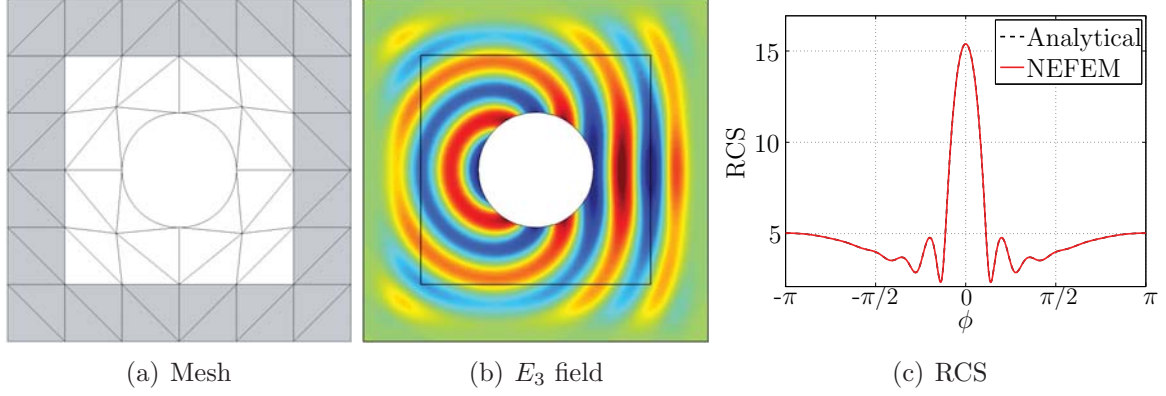 15
10
5
RCS
-π
-π/2
0
π/2
π
ϕ
Analytical
NEFEM
(a) Mesh
(b) E₃ field
(c) RCS